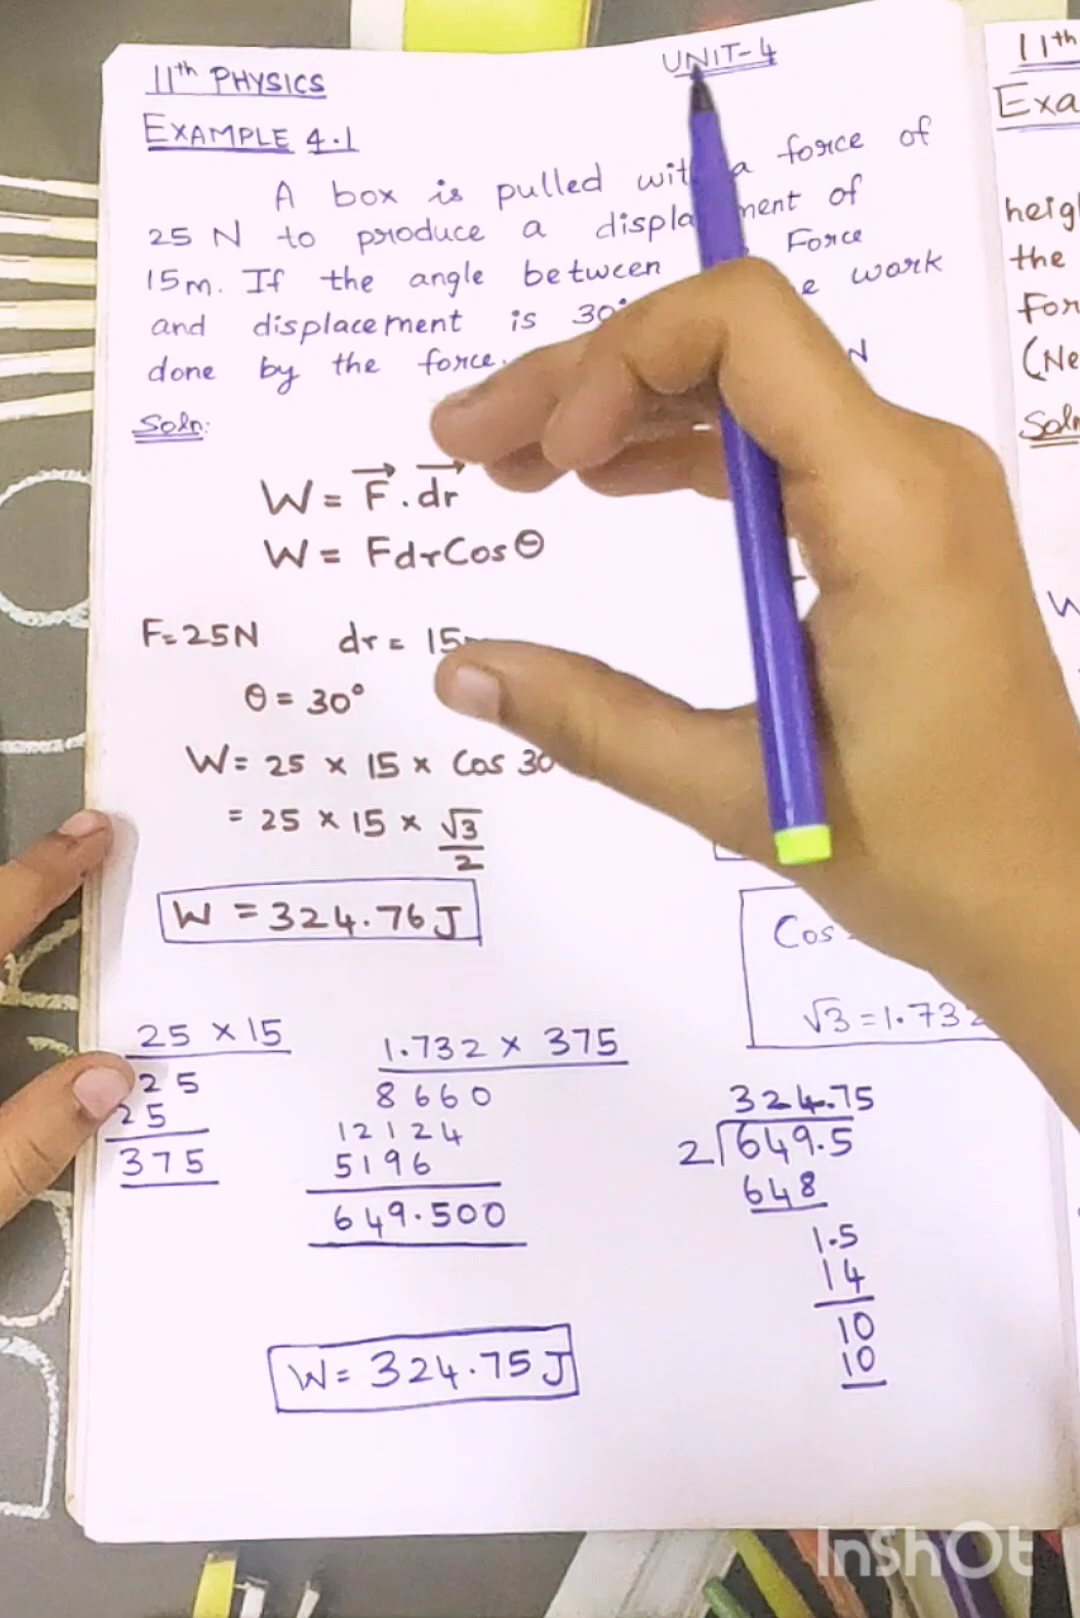 11th PHYSICS
UNIT-4
EXAMPLE 4.1
A box is pulled a force of
25 N to produce a of
15m. If the angle between Force
and displacement is 30° work
done by the force.
Soln:
W = F . dr
W = FdrCosθ
F=25N dr = 15
θ = 30°
W= 25 × 15 × Cos 30
= 25 × 15 × √3/2
W = 324.76J
Cos
√3 =1.732
25 × 15
25
25
375
1.732 × 375
8660
12124
5196
649.500
324.75
2 649.5
648
1.5
14
10
10
W= 324.75J
11th
Exa
heig
the
For
(Ne
Soln
InShOt